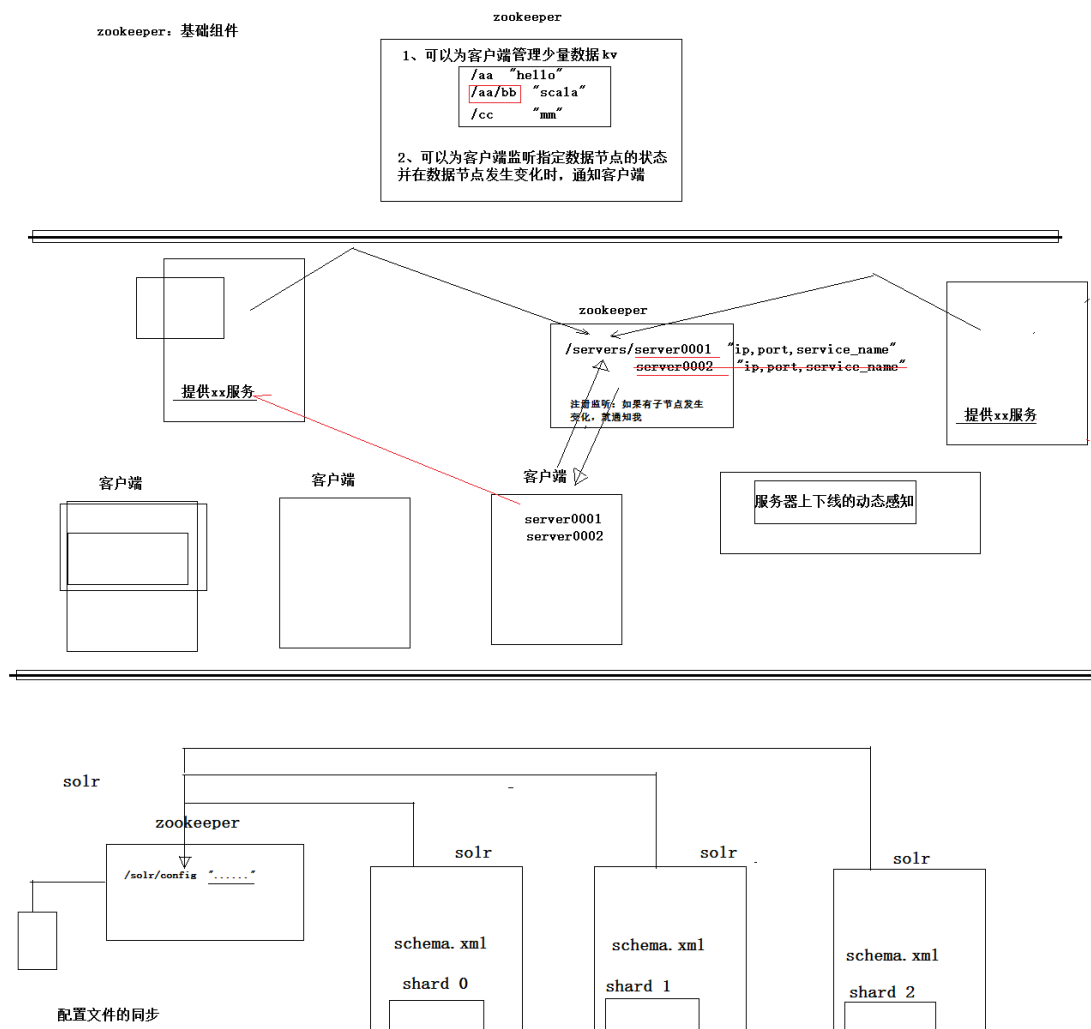 zookeeper
zookeeper：基础组件
1、可以为客户端管理少量数据kv
/aa "hello"
/aa/bb "scala"
/cc "mm"
2、可以为客户端监听指定数据节点的状态
并在数据节点发生变化时，通知客户端
zookeeper
/servers/server0001 "ip,port,service_name"
server0002 "ip,port,service_name"
提供xx服务
注册监听：如果有子节点发生
变化，就通知我
提供xx服务
客户端
客户端
客户端
server0001
server0002
服务器上下线的动态感知
solr
zookeeper
/solr/config "......"
solr
solr
solr
schema.xml
schema.xml
schema.xml
shard 0
shard 1
shard 2
配置文件的同步